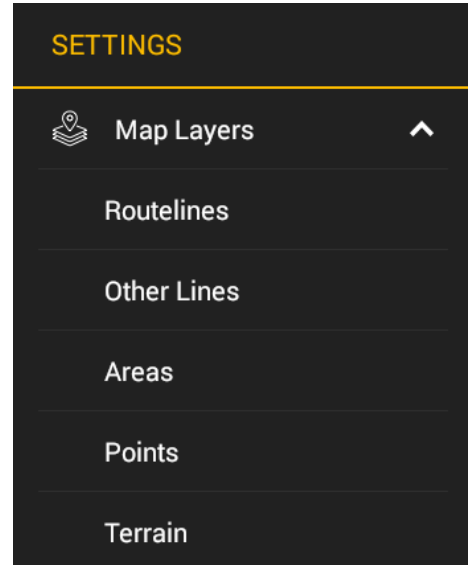 SETTINGS
Map Layers
Routelines
Other Lines
Areas
Points
Terrain